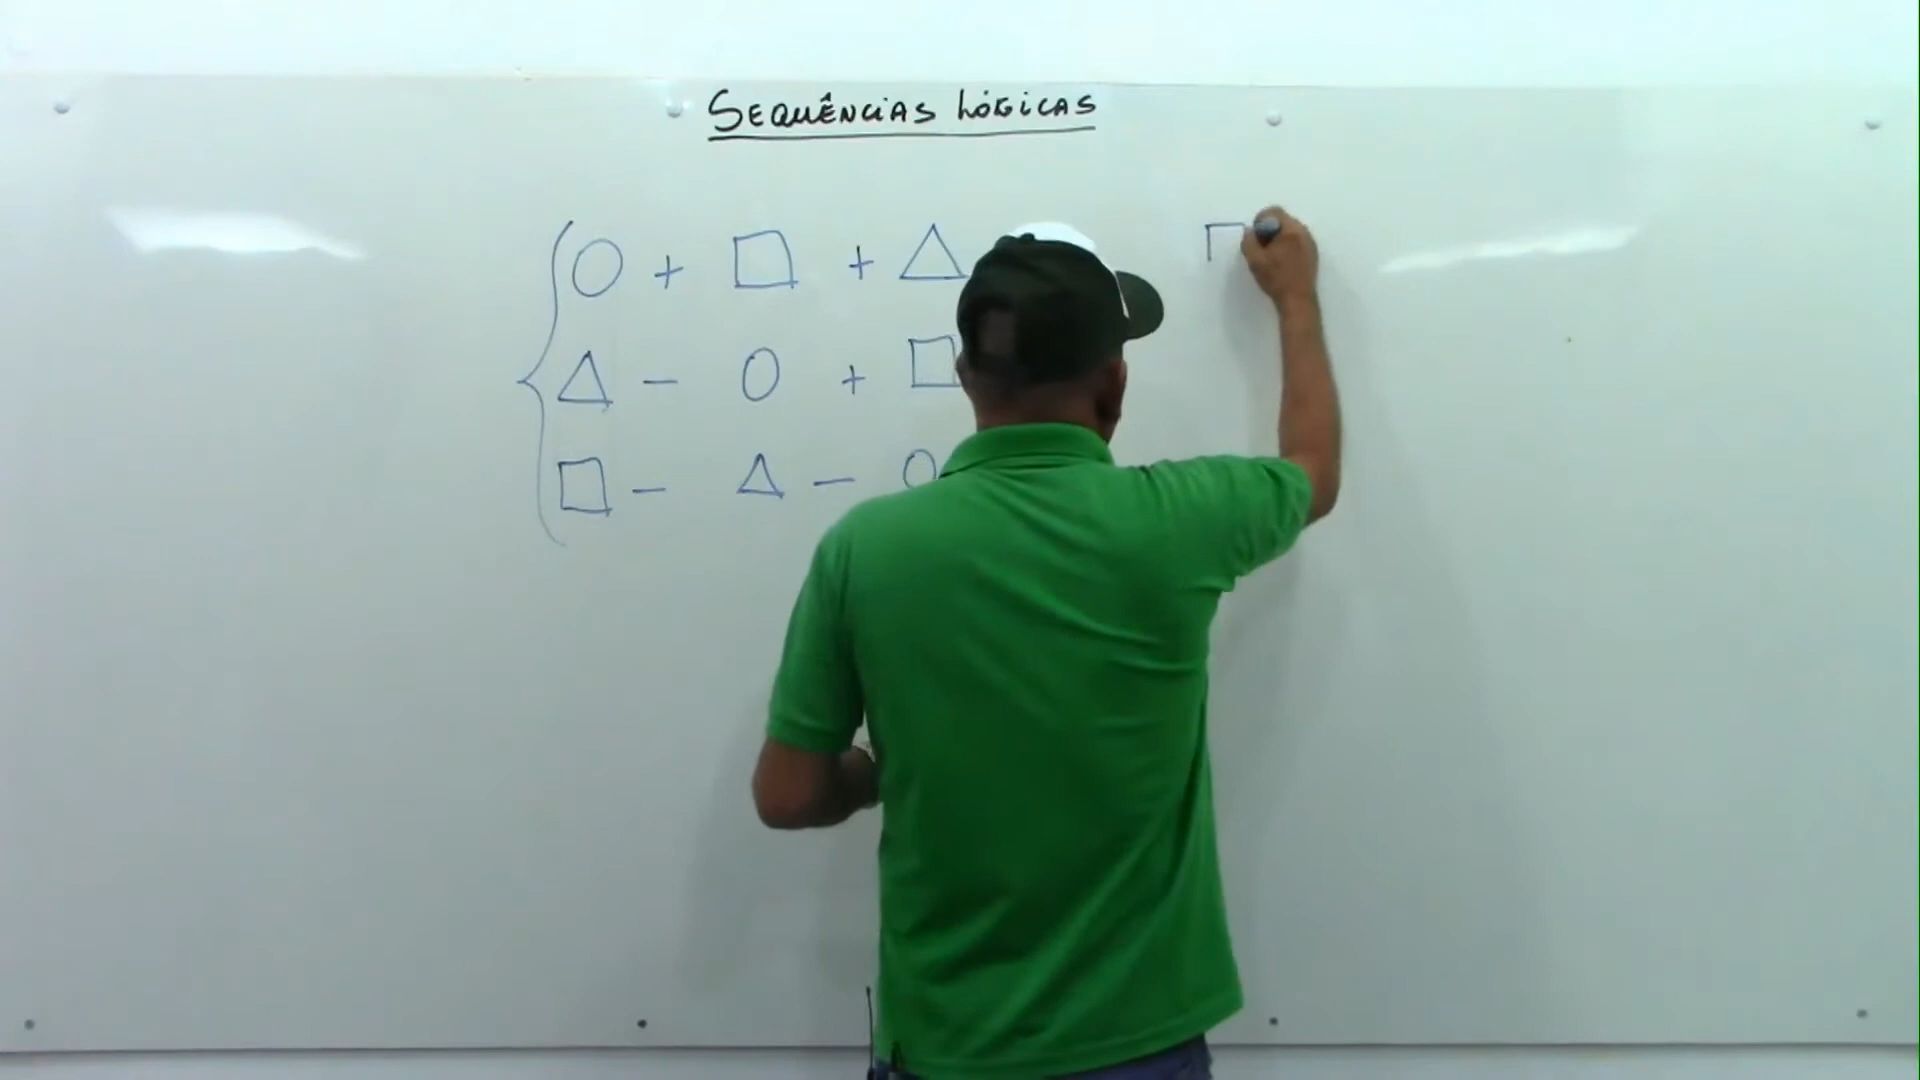 SEQUÊNCIAS LÓGICAS
○ + □ + △
△ − ○ + □
□ − △ − ○